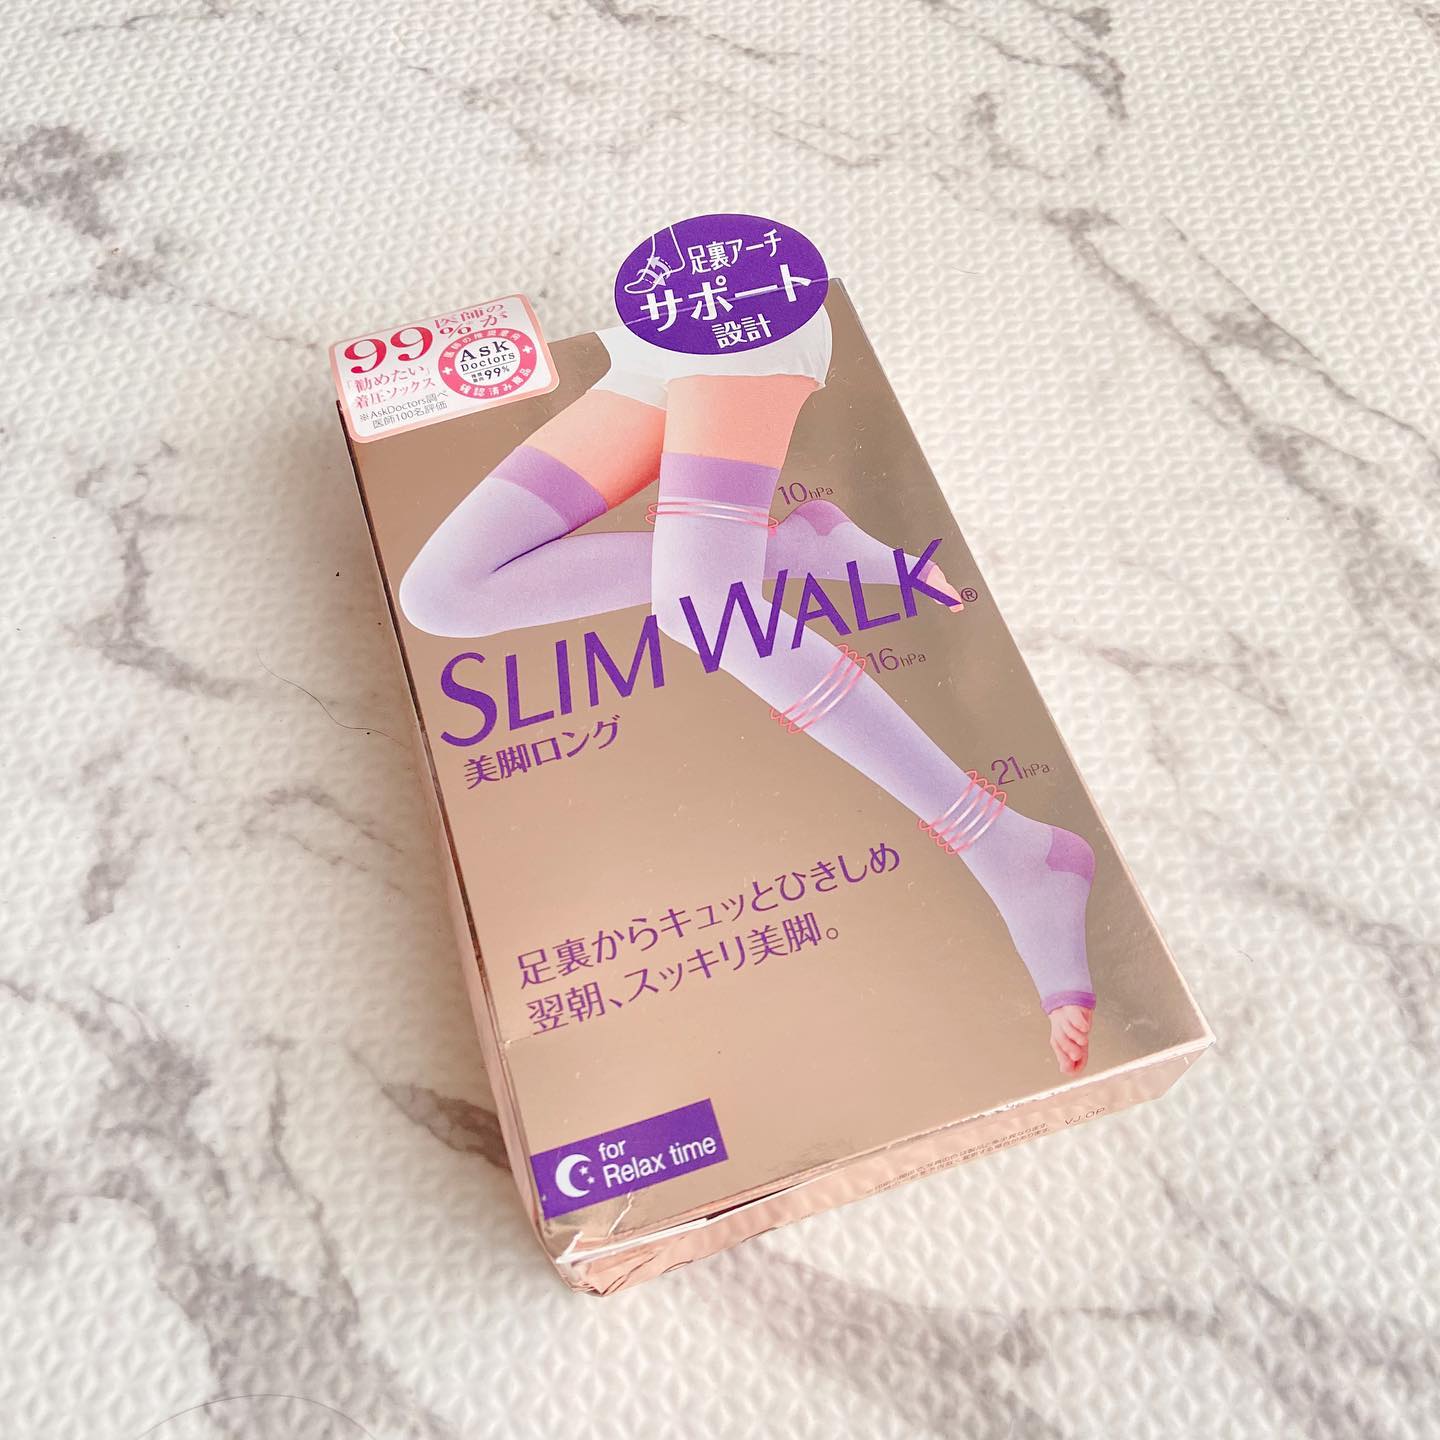 足裏アーチ
サポート
設計
99%
医師の
が
「勧めたい」
着圧ソックス
※AskDoctors調べ
医師100名評価
Ask
Doctors
99%
10hPa
SLIM WALK®
美脚ロング
16hPa
21hPa
足裏からキュッとひきしめ
翌朝、スッキリ美脚。
for
Relax time
VJ.OP